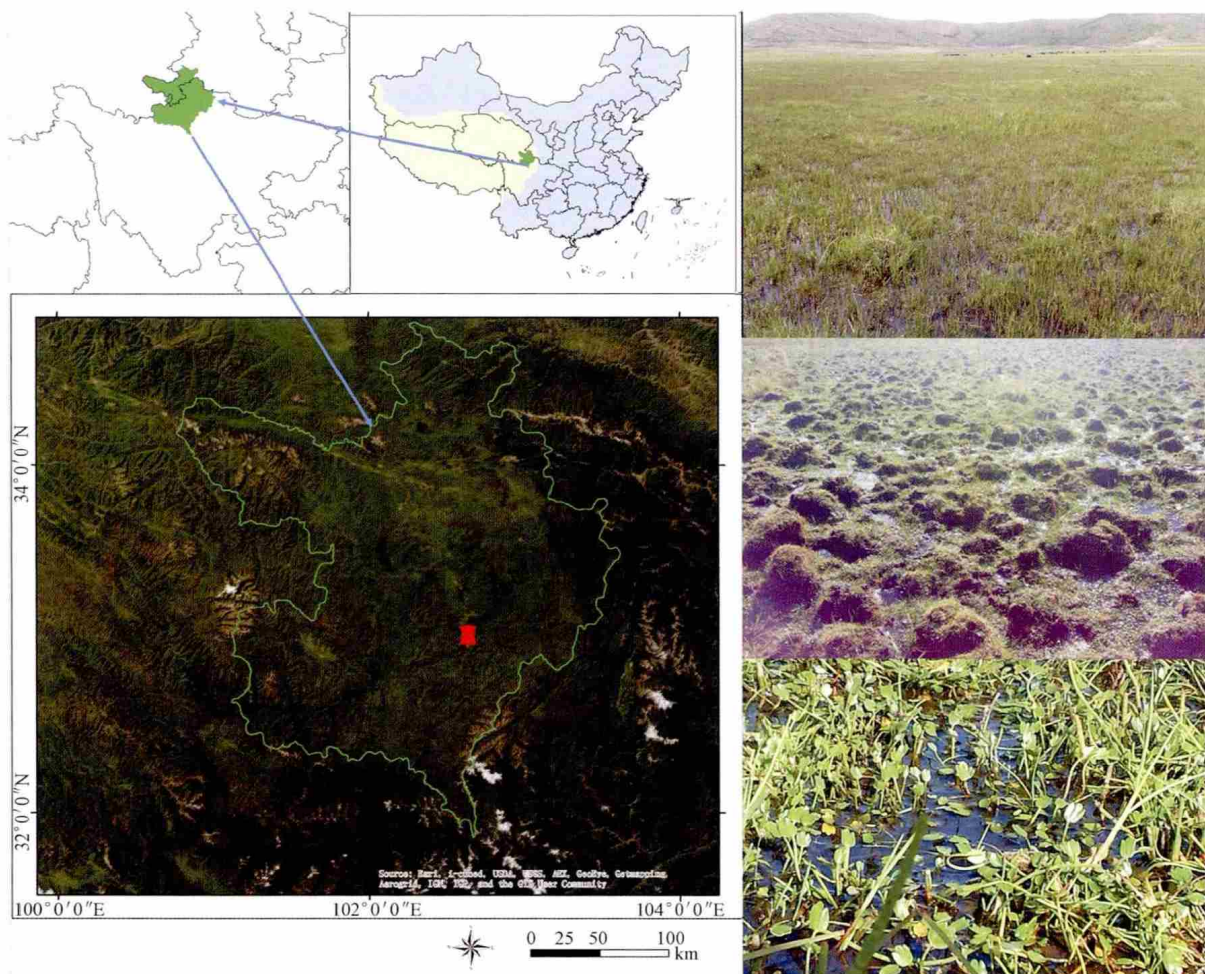 34°0′0″N
32°0′0″N
Source: Esri, i-cubed, USDA, USGS, AEX, GeoEye, Getmapping,
Aerogrid, IGN, IGP, and the GIS User Community
100°0′0″E
102°0′0″E
104°0′0″E
0 25 50 100
km